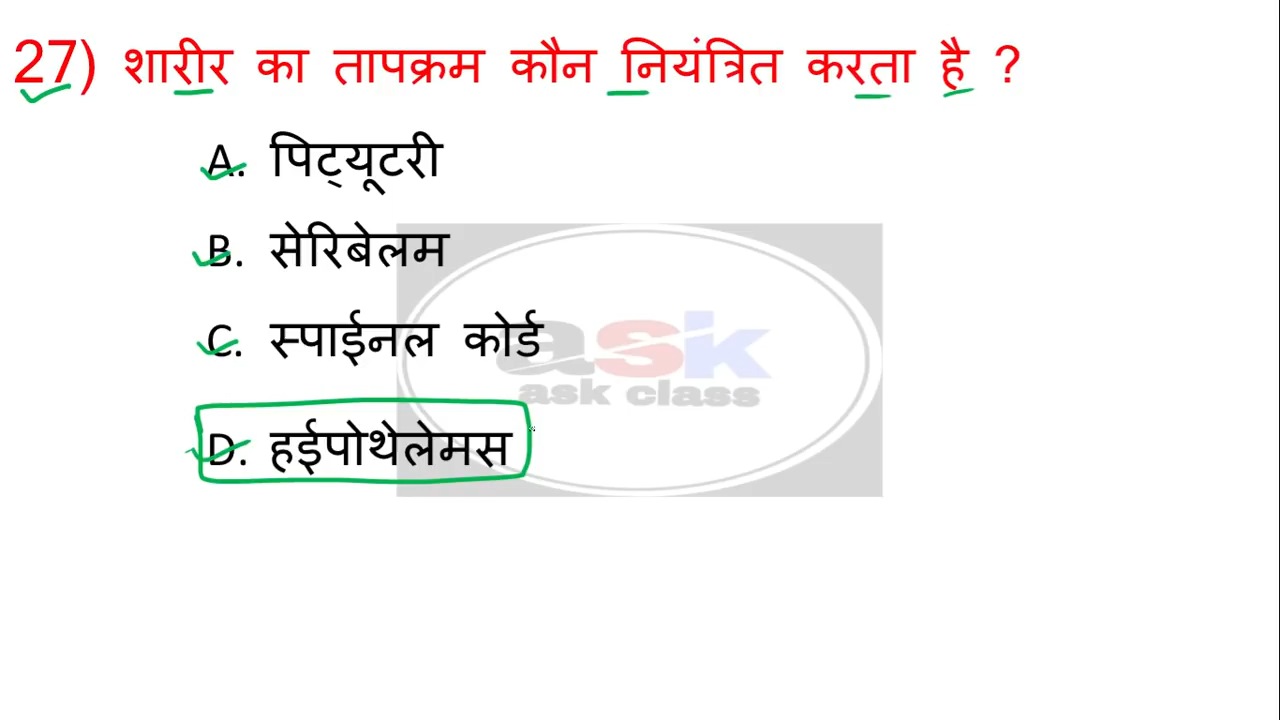 27) शारीर का तापक्रम कौन नियंत्रित करता है ?
A. पिट्यूटरी
B. सेरिबेलम
C. स्पाईनल कोर्ड
D. हईपोथेलेमस
ask
ask class